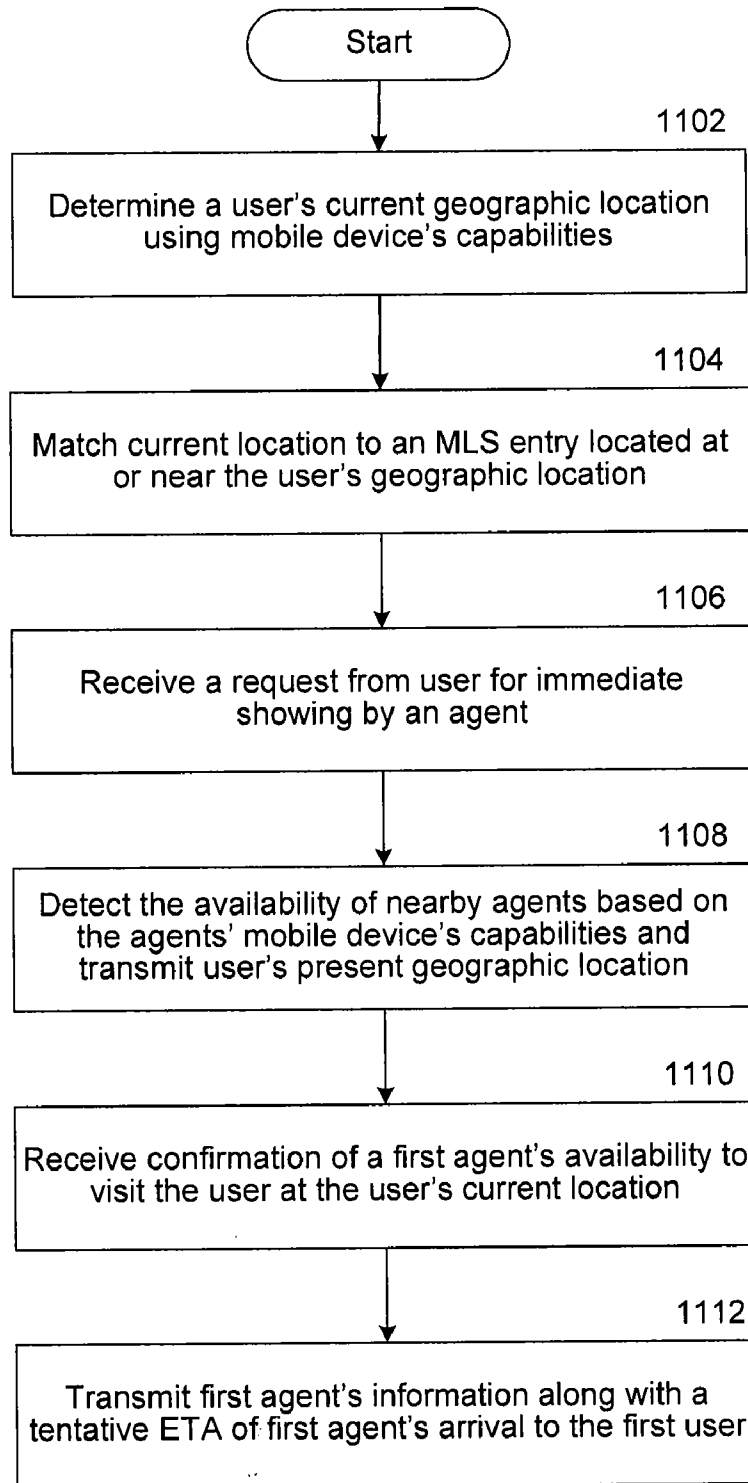 Start
1102
Determine a user's current geographic location
using mobile device's capabilities
1104
Match current location to an MLS entry located at
or near the user's geographic location
1106
Receive a request from user for immediate
showing by an agent
1108
Detect the availability of nearby agents based on
the agents' mobile device's capabilities and
transmit user's present geographic location
1110
Receive confirmation of a first agent's availability to
visit the user at the user's current location
1112
Transmit first agent's information along with a
tentative ETA of first agent's arrival to the first user